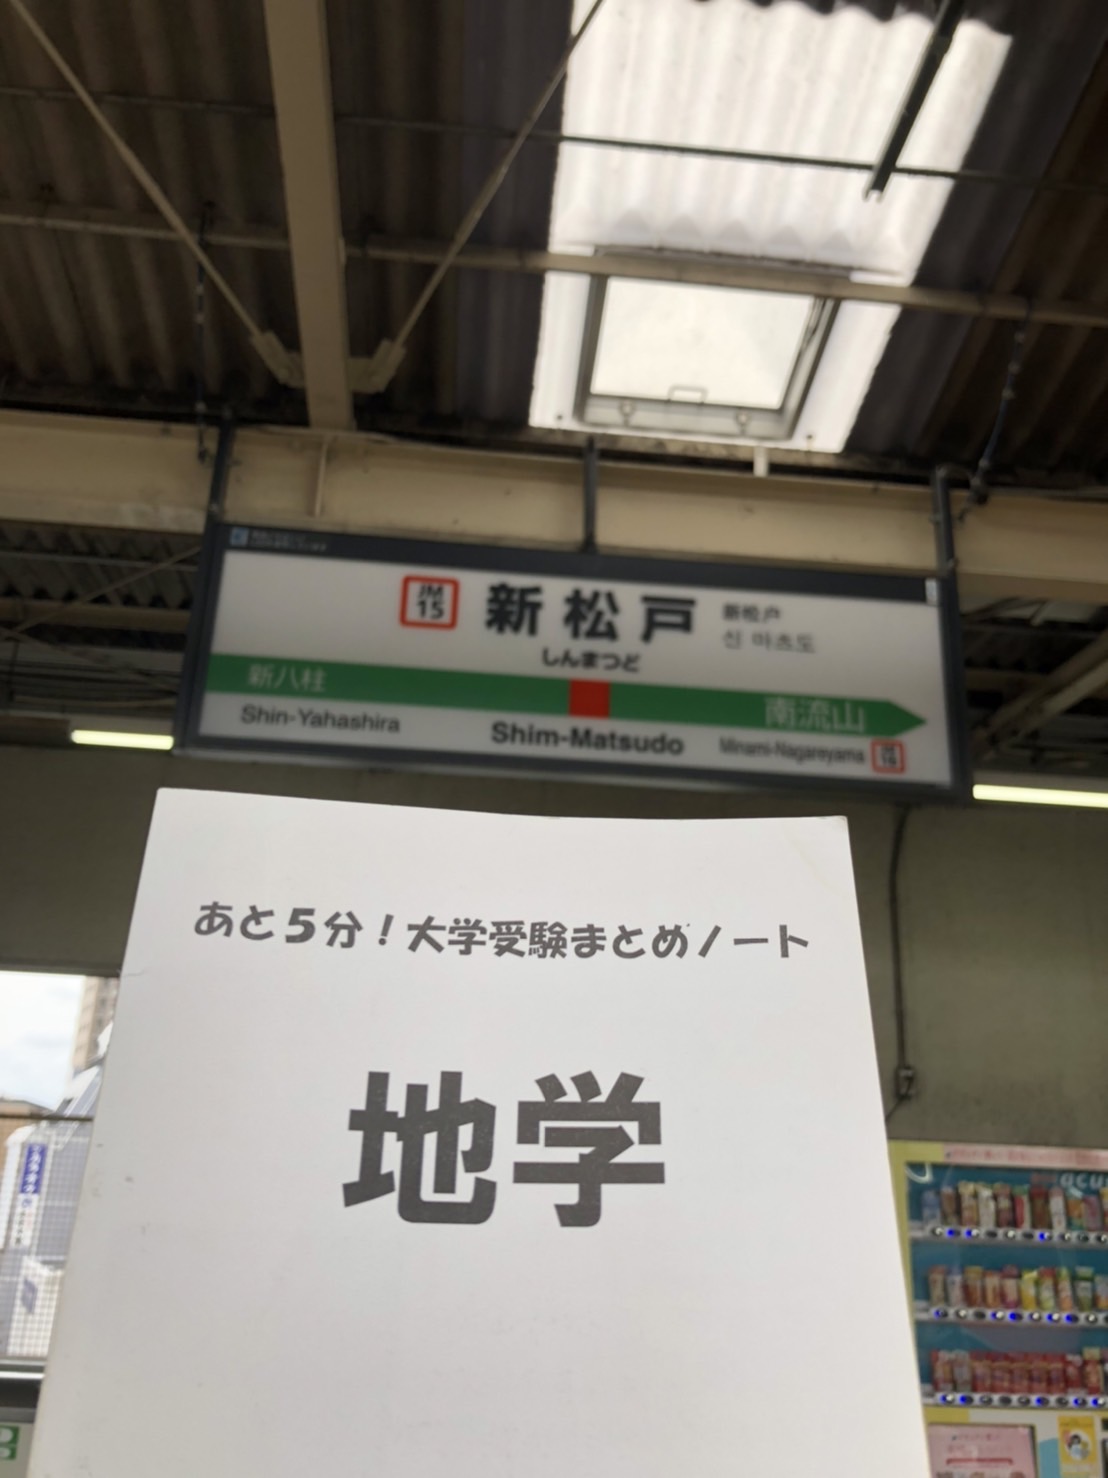 JM
15
新松戸
新松戸
신 마츠도
しんまつど
新八柱
南流山
Shin-Yahashira
Shim-Matsudo
Minami-Nagareyama
あと5分！大学受験まとめノート
地学
acu